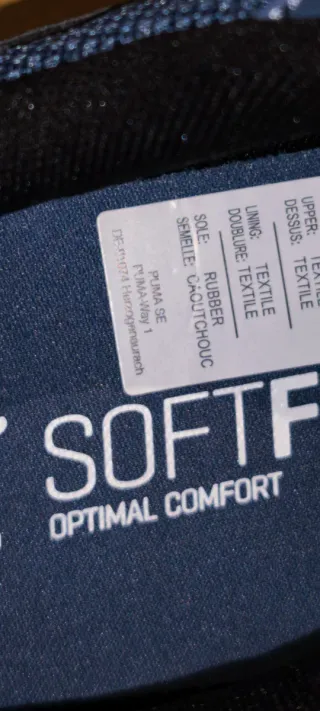 UPPER: TEXTILE
DESSUS: TEXTILE
LINING: TEXTILE
DOUBLURE: TEXTILE
SOLE: RUBBER
SEMELLE: CAOUTCHOUC
PUMA SE
PUMA Way 1
Herzogenaurach
SOFTF
OPTIMAL COMFORT